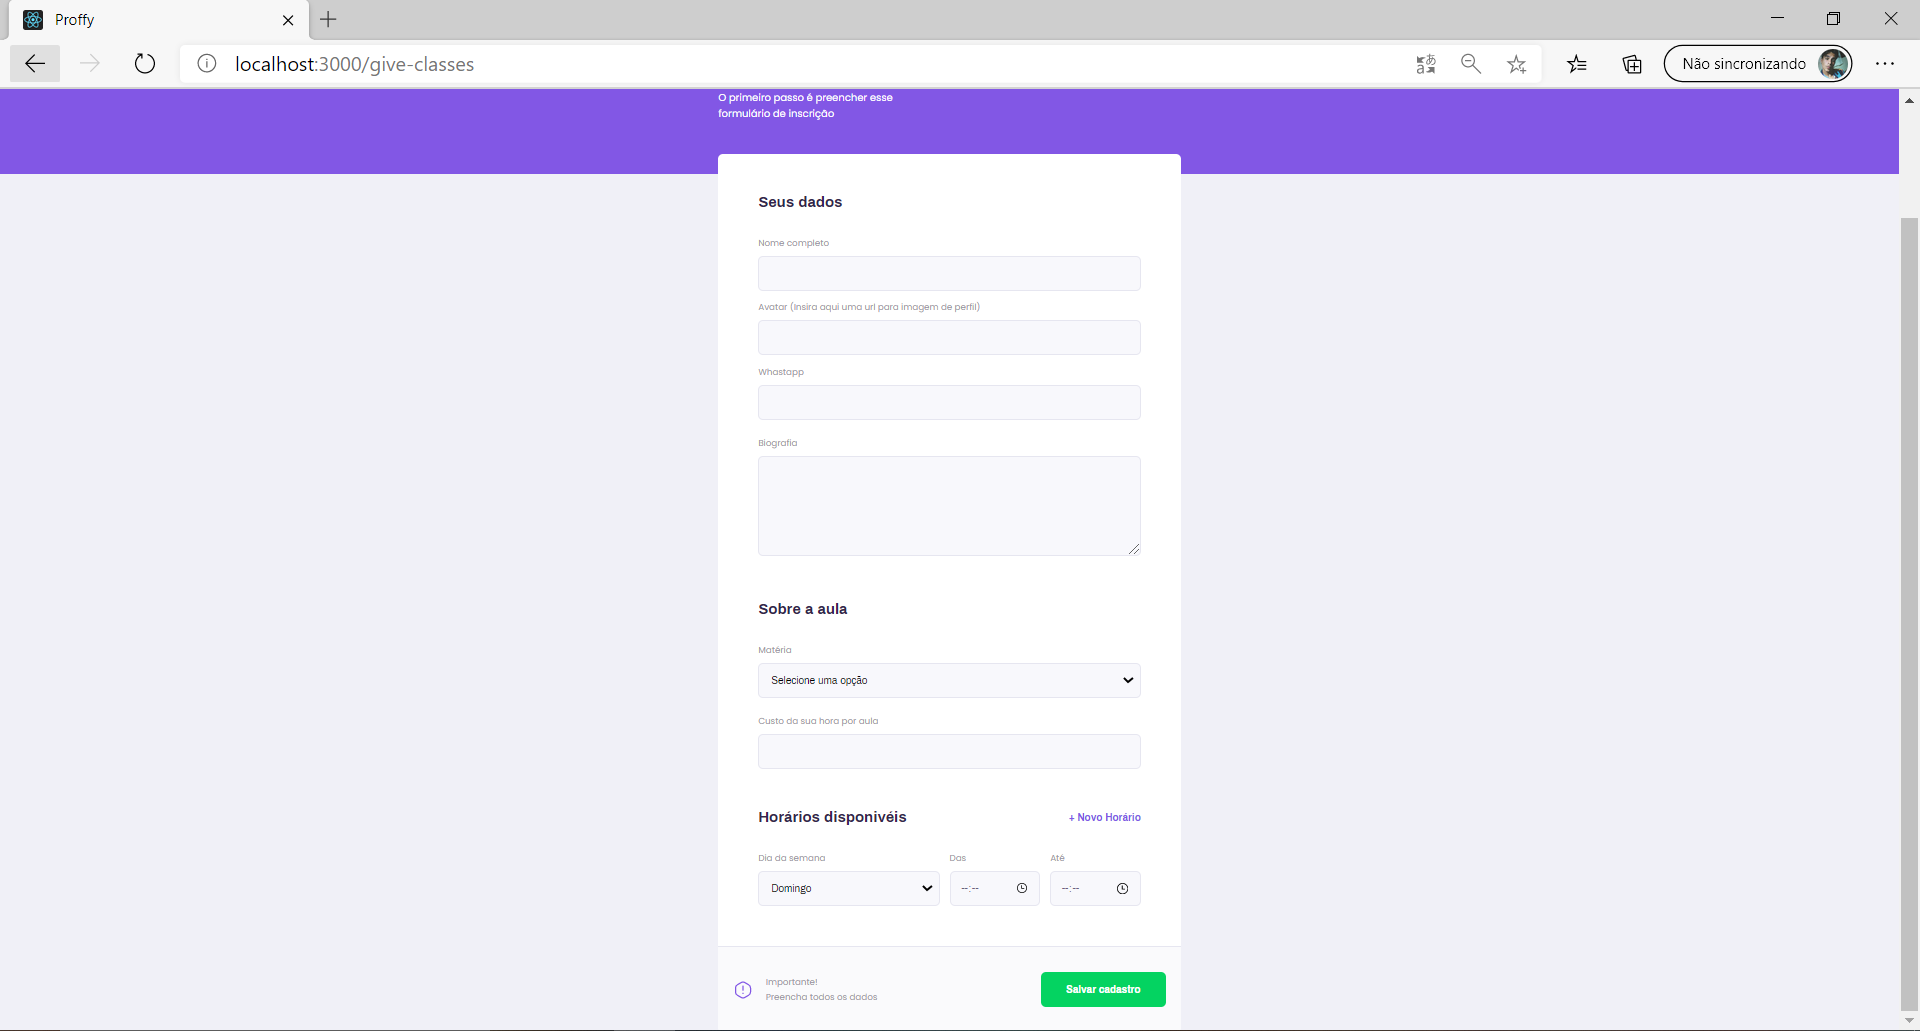 Proffy
localhost:3000/give-classes
Não sincronizando
O primeiro passo é preencher esse
formulário de inscrição
Seus dados
Nome completo
Avatar (Insira aqui uma url para imagem de perfil)
Whastapp
Biografia
Sobre a aula
Matéria
Selecione uma opção
Custo da sua hora por aula
Horários disponivéis
+ Novo Horário
Dia da semana
Das
Até
Domingo
--:--
--:--
Importante!
Preencha todos os dados
Salvar cadastro